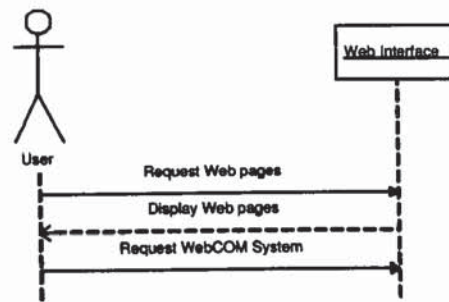 Web Interface
User
Request Web pages
Display Web pages
Request WebCOM System